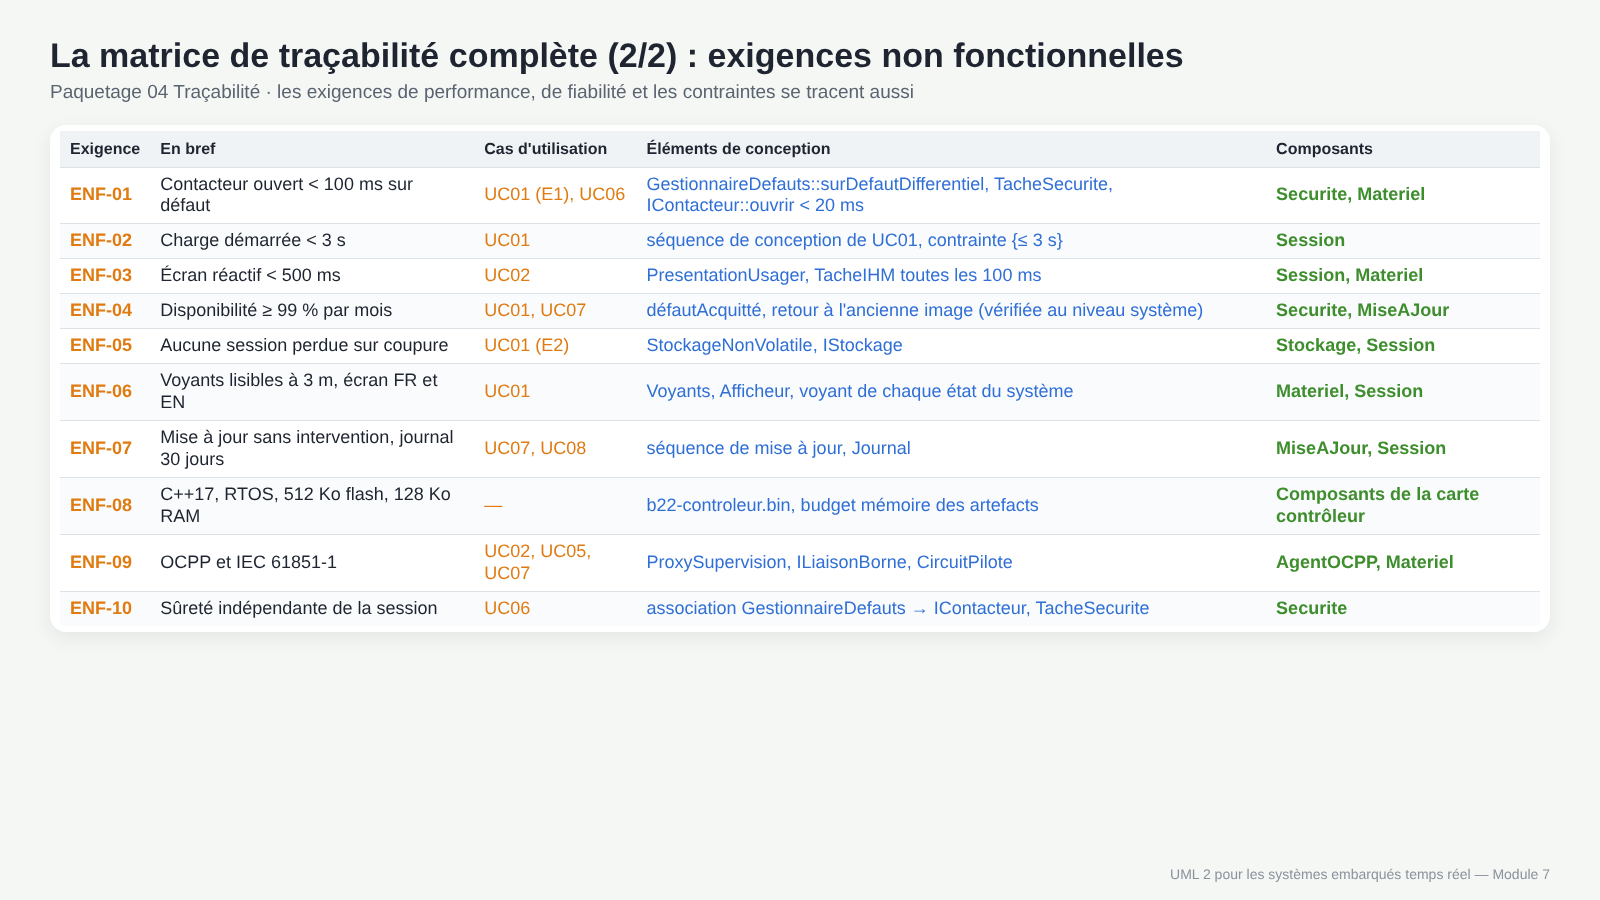 La matrice de traçabilité complète (2/2) : exigences non fonctionnelles
Paquetage 04 Traçabilité · les exigences de performance, de fiabilité et les contraintes se tracent aussi
Exigence En bref Cas d'utilisation Éléments de conception Composants
ENF-01 Contacteur ouvert < 100 ms sur défaut UC01 (E1), UC06 GestionnaireDefauts::surDefautDifferentiel, TacheSecurite, IContacteur::ouvrir < 20 ms Securite, Materiel
ENF-02 Charge démarrée < 3 s UC01 séquence de conception de UC01, contrainte {≤ 3 s} Session
ENF-03 Écran réactif < 500 ms UC02 PresentationUsager, TacheIHM toutes les 100 ms Session, Materiel
ENF-04 Disponibilité ≥ 99 % par mois UC01, UC07 défautAcquitté, retour à l'ancienne image (vérifiée au niveau système) Securite, MiseAJour
ENF-05 Aucune session perdue sur coupure UC01 (E2) StockageNonVolatile, IStockage Stockage, Session
ENF-06 Voyants lisibles à 3 m, écran FR et EN UC01 Voyants, Afficheur, voyant de chaque état du système Materiel, Session
ENF-07 Mise à jour sans intervention, journal 30 jours UC07, UC08 séquence de mise à jour, Journal MiseAJour, Session
ENF-08 C++17, RTOS, 512 Ko flash, 128 Ko RAM — b22-controleur.bin, budget mémoire des artefacts Composants de la carte contrôleur
ENF-09 OCPP et IEC 61851-1 UC02, UC05, UC07 ProxySupervision, ILiaisonBorne, CircuitPilote AgentOCPP, Materiel
ENF-10 Sûreté indépendante de la session UC06 association GestionnaireDefauts → IContacteur, TacheSecurite Securite
UML 2 pour les systèmes embarqués temps réel — Module 7